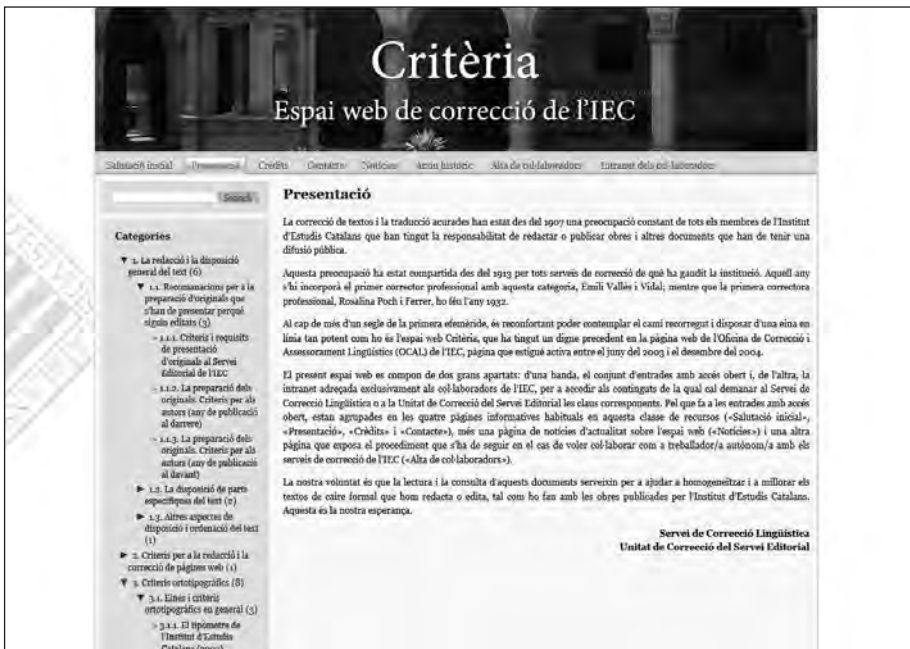 Critèria
Espai web de correcció de l'IEC
Salutació inicial Presentació Crèdits Contacte Notícies Arxiu històric Alta de col·laboradors Intranet dels col·laboradors
Search
Categories
▼ 1. La redacció i la disposició
general del text (6)
▼ 1.1. Recomanacions per a la
preparació d'originals que
s'han de presentar perquè
siguin editats (3)
» 1.1.1. Criteris i requisits
de presentació
d'originals al Servei
Editorial de l'IEC
» 1.1.2. La preparació dels
originals. Criteris per als
autors (any de publicació
al darrere)
» 1.1.3. La preparació dels
originals. Criteris per als
autors (any de publicació
al davant)
► 1.2. La disposició de parts
específiques del text (2)
► 1.3. Altres aspectes de
disposició i ordenació del text
(1)
► 2. Criteris per a la redacció i la
correcció de pàgines web (1)
▼ 3. Criteris ortotipogràfics (8)
▼ 3.1. Eines i criteris
ortotipogràfics en general (3)
» 3.1.1. El tipòmetre de
l'Institut d'Estudis
Catalans
Presentació
La correcció de textos i la traducció acurades han estat des del 1907 una preocupació constant de tots els membres de l'Institut
d'Estudis Catalans que han tingut la responsabilitat de redactar o publicar obres i altres documents que han de tenir una
difusió pública.
Aquesta preocupació ha estat compartida des del 1913 per tots serveis de correcció de què ha gaudit la institució. Aquell any
s'hi incorporà el primer corrector professional amb aquesta categoria, Emili Vallès i Vidal; mentre que la primera correctora
professional, Rosalina Poch i Ferrer, ho féu l'any 1932.
Al cap de més d'un segle de la primera efemèride, és reconfortant poder contemplar el camí recorregut i disposar d'una eina en
línia tan potent com ho és l'espai web Critèria, que ha tingut un digne precedent en la pàgina web de l'Oficina de Correcció i
Assessorament Lingüístics (OCAL) de l'IEC, pàgina que estigué activa entre el juny del 2003 i el desembre del 2004.
El present espai web es compon de dos grans apartats: d'una banda, el conjunt d'entrades amb accés obert i, de l'altra, la
intranet adreçada exclusivament als col·laboradors de l'IEC, per a accedir als continguts de la qual cal demanar al Servei de
Correcció Lingüística o a la Unitat de Correcció del Servei Editorial les claus corresponents. Pel que fa a les entrades amb accés
obert, estan agrupades en les quatre pàgines informatives habituals en aquesta classe de recursos («Salutació inicial»,
«Presentació», «Crèdits» i «Contacte»), més una pàgina de notícies d'actualitat sobre l'espai web («Notícies») i una altra
pàgina que exposa el procediment que s'ha de seguir en el cas de voler col·laborar com a treballador/a autònom/a amb els
serveis de correcció de l'IEC («Alta de col·laboradors»).
La nostra voluntat és que la lectura i la consulta d'aquests documents serveixin per a ajudar a homogeneïtzar i a millorar els
textos de caire formal que hom redacta o edita, tal com ho fan amb les obres publicades per l'Institut d'Estudis Catalans.
Aquesta és la nostra esperança.
Servei de Correcció Lingüística
Unitat de Correcció del Servei Editorial